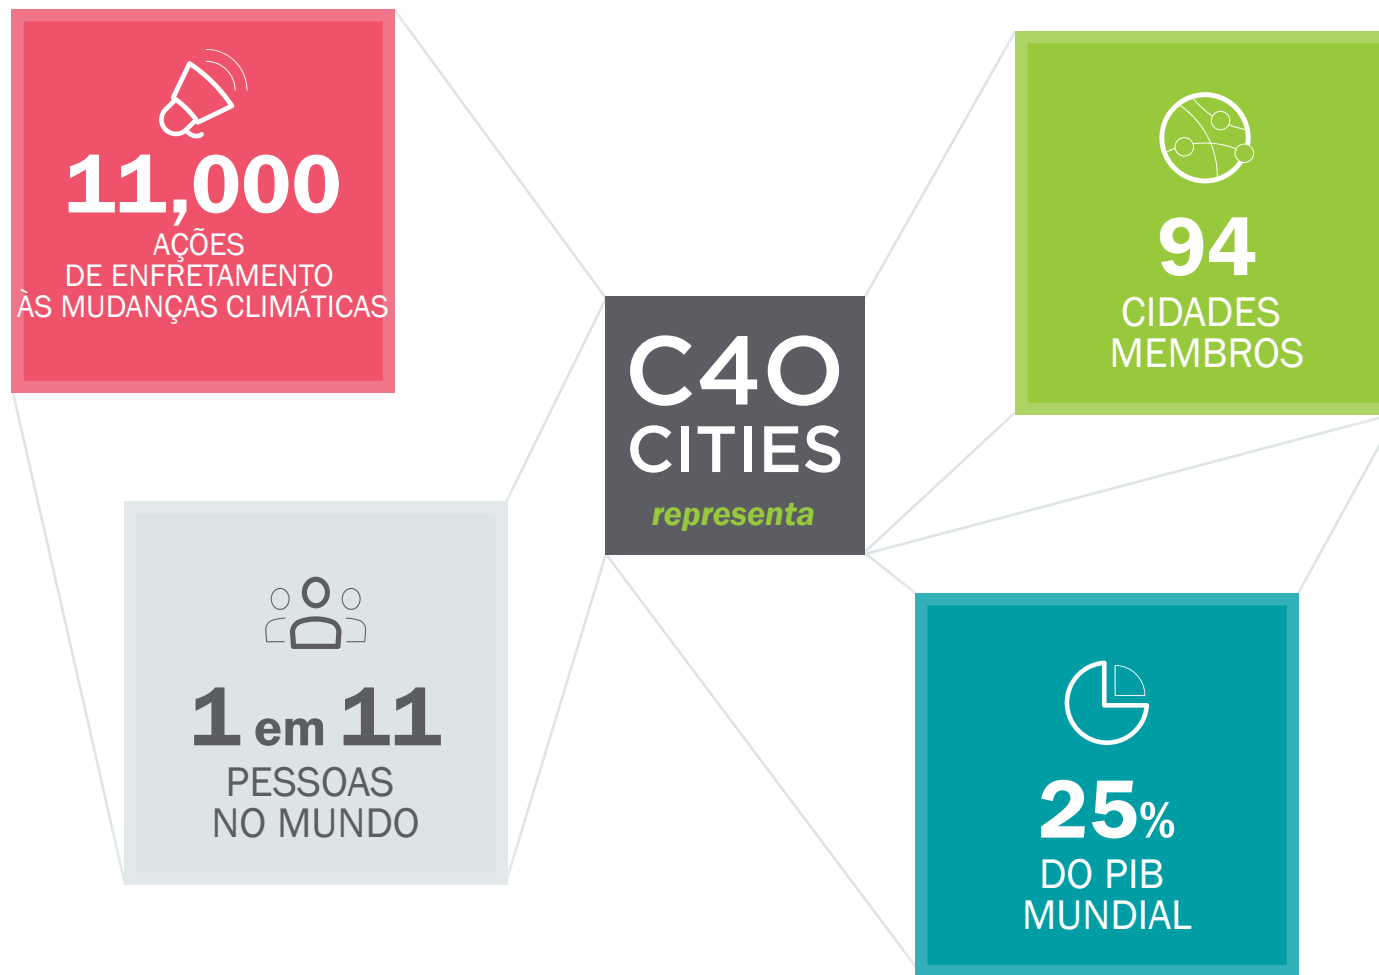 11,000
AÇÕES
DE ENFRETAMENTO
ÀS MUDANÇAS CLIMÁTICAS
94
CIDADES
MEMBROS
C40
CITIES
representa
1 em 11
PESSOAS
NO MUNDO
25%
DO PIB
MUNDIAL